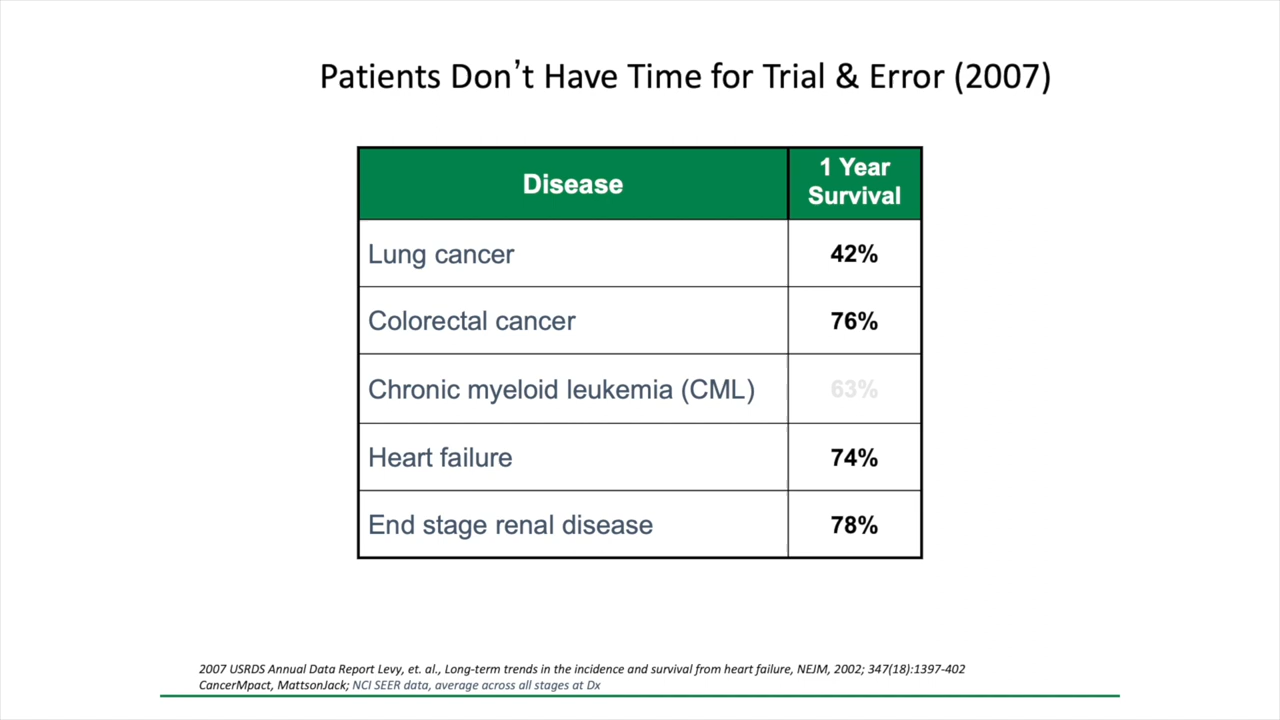 Patients Don’t Have Time for Trial & Error (2007)
Disease
1 Year
Survival
Lung cancer
42%
Colorectal cancer
76%
Chronic myeloid leukemia (CML)
63%
Heart failure
74%
End stage renal disease
78%
2007 USRDS Annual Data Report Levy, et. al., Long-term trends in the incidence and survival from heart failure, NEJM, 2002; 347(18):1397-402
CancerMpact, MattsonJack; NCI SEER data, average across all stages at Dx